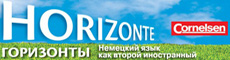 HORIZONTE
Cornelsen
ГОРИЗОНТЫ
Немецкий язык
как второй иностранный